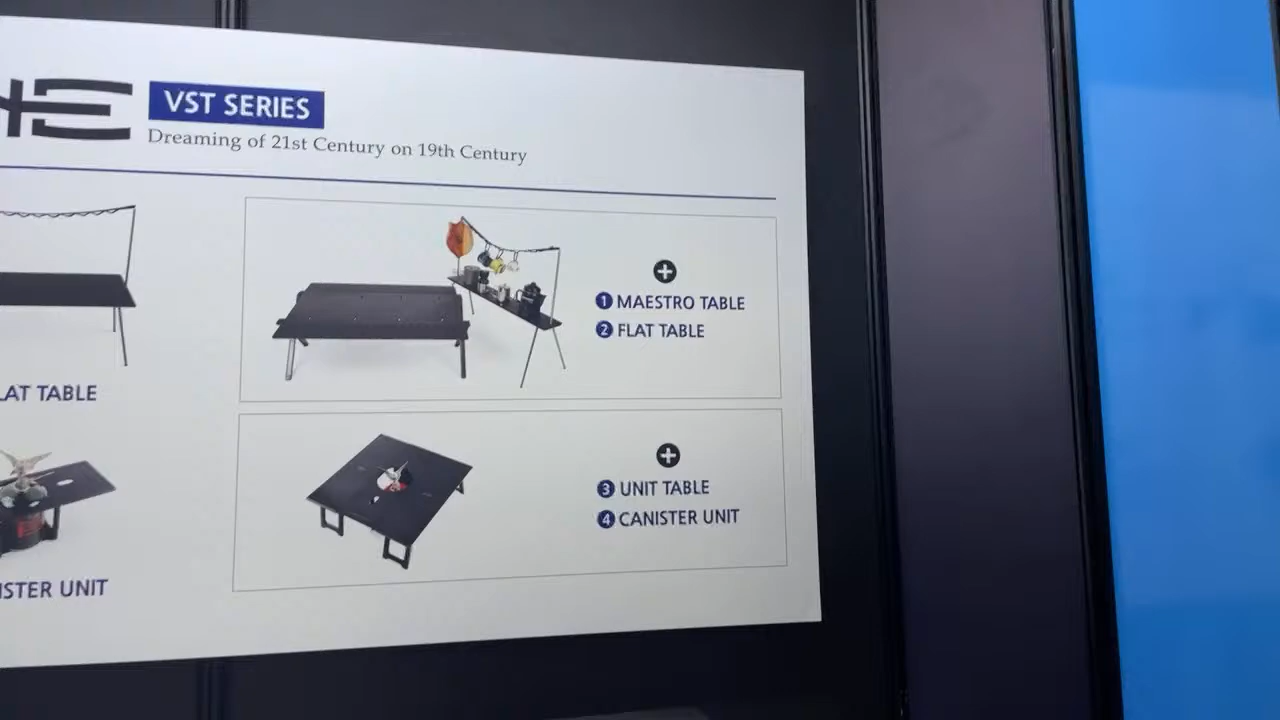 VST SERIES
Dreaming of 21st Century on 19th Century
1 MAESTRO TABLE
2 FLAT TABLE
LAT TABLE
3 UNIT TABLE
4 CANISTER UNIT
ISTER UNIT